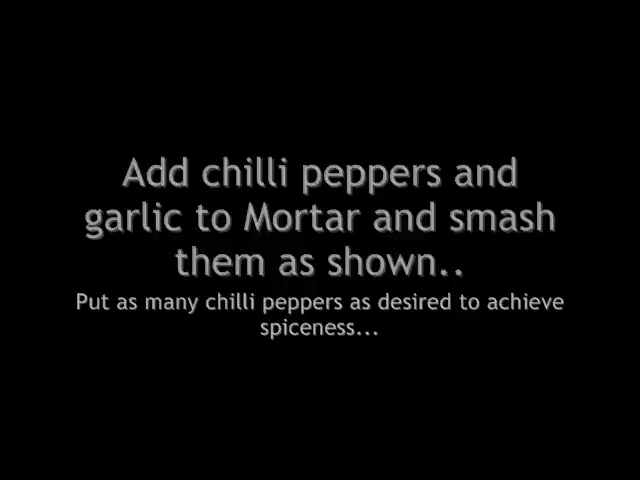 Add chilli peppers and
garlic to Mortar and smash
them as shown..
Put as many chilli peppers as desired to achieve
spiceness...